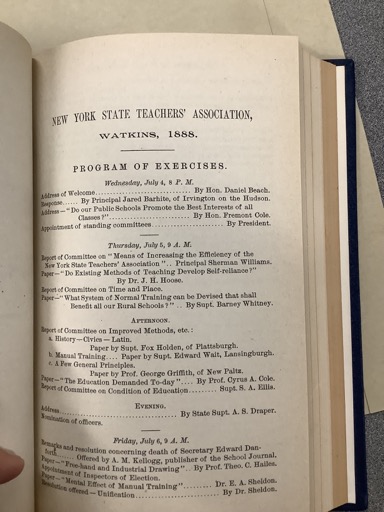 NEW YORK STATE TEACHERS' ASSOCIATION,
WATKINS, 1888.
PROGRAM OF EXERCISES.
Wednesday, July 4, 8 P. M.
Address of Welcome........................By Hon. Daniel Beach.
Response......By Principal Jared Barhite, of Irvington on the Hudson.
Address—"Do our Public Schools Promote the Best Interests of all
Classes?"........................By Hon. Fremont Cole.
Appointment of standing committees........................By President.
Thursday, July 5, 9 A. M.
Report of Committee on "Means of Increasing the Efficiency of the
New York State Teachers' Association"..Principal Sherman Williams.
Paper—"Do Existing Methods of Teaching Develop Self-reliance?"
By Dr. J. H. Hoose.
Report of Committee on Time and Place.
Paper—"What System of Normal Training can be Devised that shall
Benefit all our Rural Schools?"..By Supt. Barney Whitney.
AFTERNOON.
Report of Committee on Improved Methods, etc.:
a. History—Civics—Latin.
Paper by Supt. Fox Holden, of Plattsburgh.
b. Manual Training....Paper by Supt. Edward Wait, Lansingburgh.
c. A Few General Principles.
Paper by Prof. George Griffith, of New Paltz.
Paper—"The Education Demanded To-day"....By Prof. Cyrus A. Cole.
Report of Committee on Condition of Education.........Supt. S. A. Ellis.
EVENING.
Address........................By State Supt. A. S. Draper.
Nomination of officers.
Friday, July 6, 9 A. M.
Remarks and resolution concerning death of Secretary Edward Dan-
forth......Offered by A. M. Kellogg, publisher of the School Journal.
Paper—"Free-hand and Industrial Drawing"..By Prof. Theo. C. Hailes.
Appointment of Inspectors of Election.
Paper—"Mental Effect of Manual Training"........Dr. E. A. Sheldon.
Resolution offered—Unification........................By Dr. Sheldon.